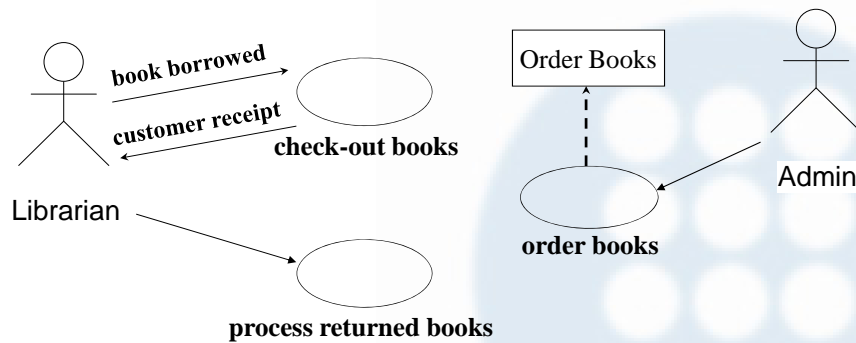 book borrowed
customer receipt
check-out books
Librarian
process returned books
Order Books
order books
Admin